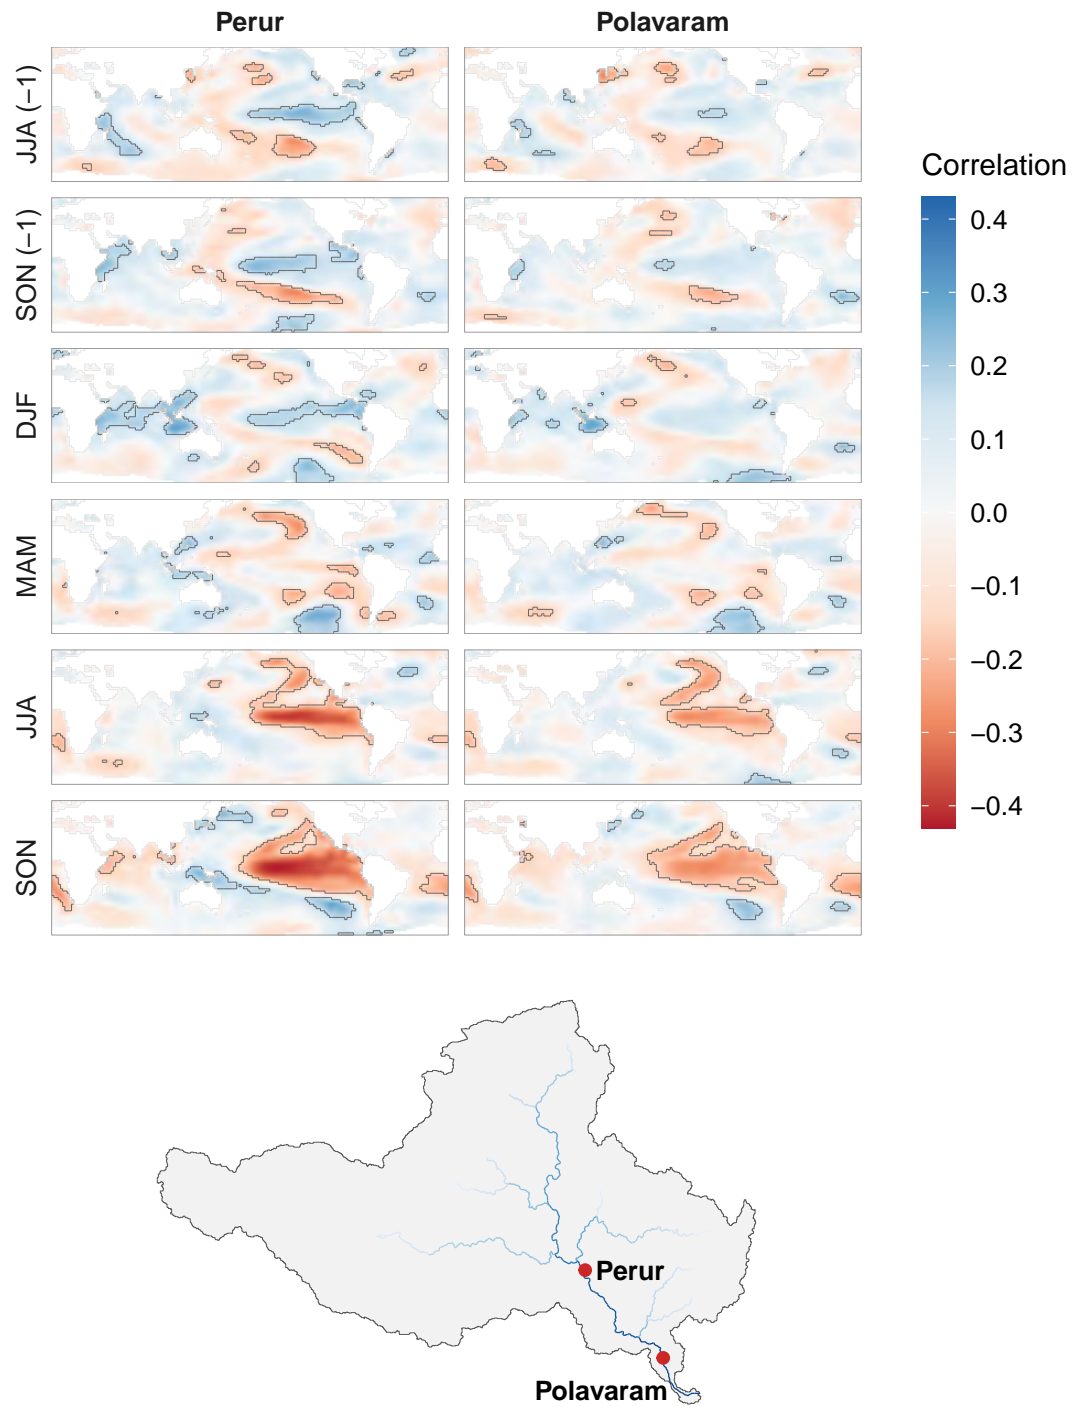 Perur
Polavaram
JJA (−1)
SON (−1)
DJF
MAM
JJA
SON
Correlation
0.4
0.3
0.2
0.1
0.0
−0.1
−0.2
−0.3
−0.4
Perur
Polavaram